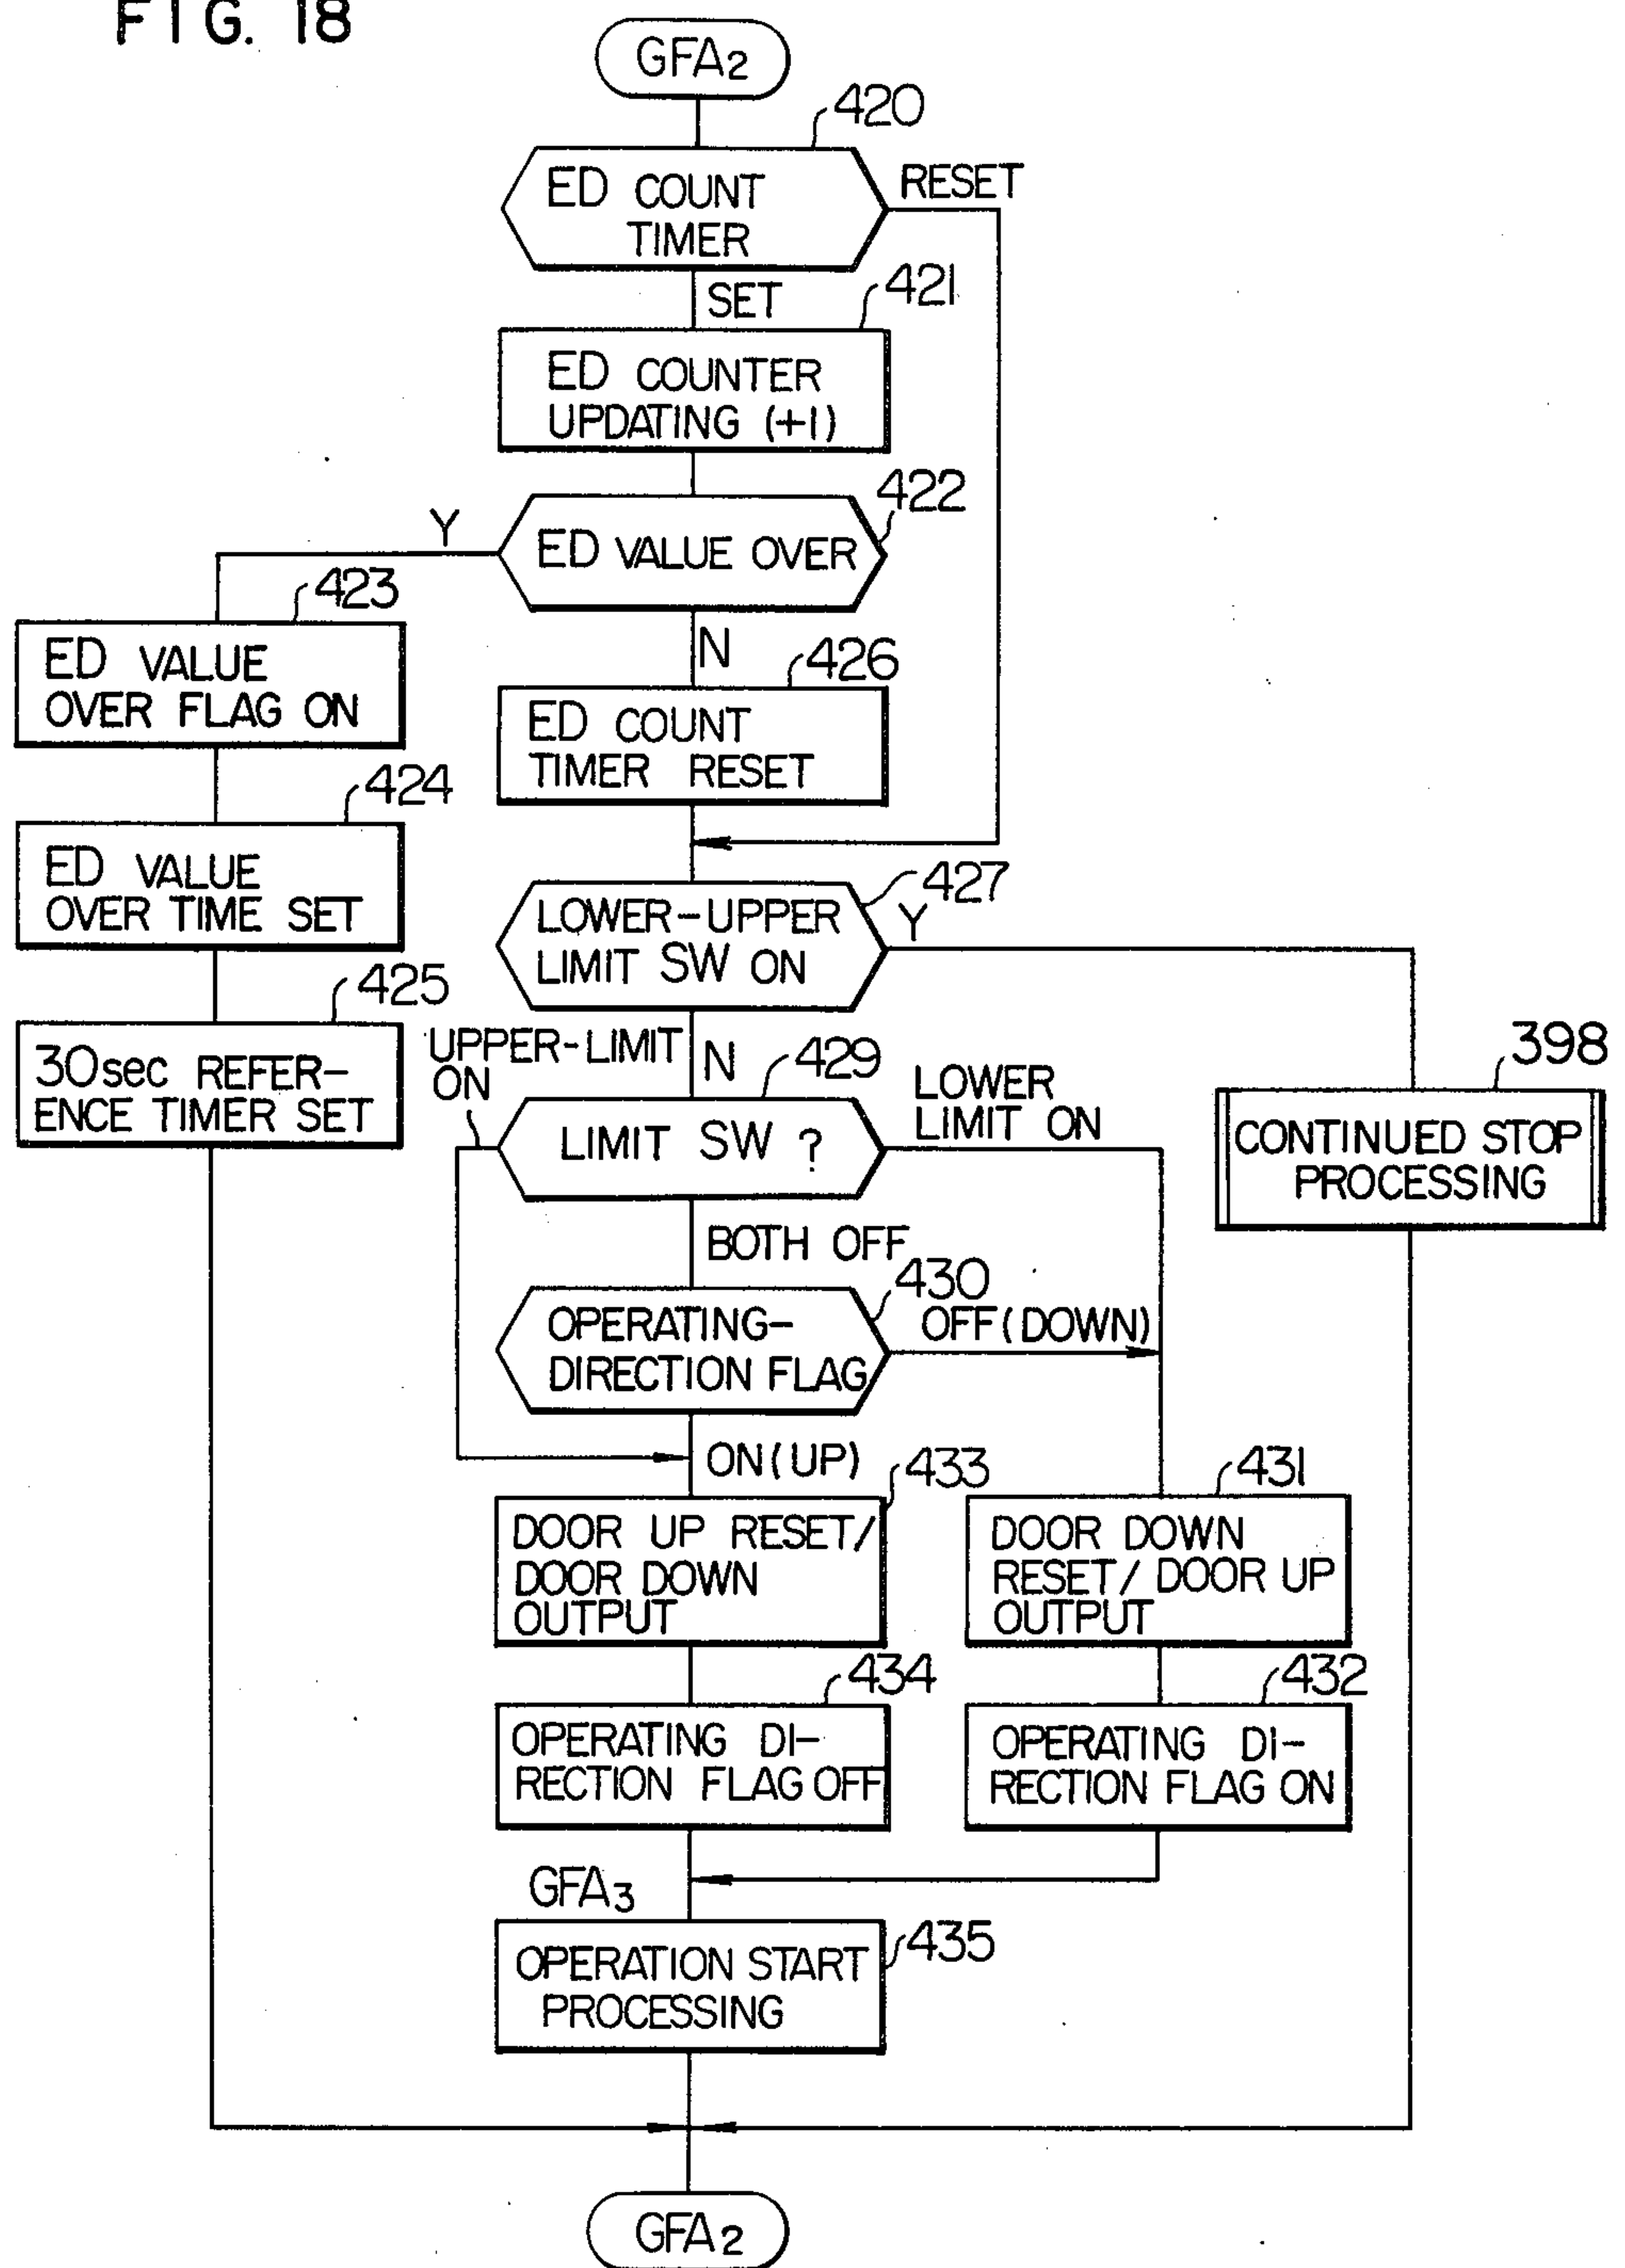 FIG. 18
GFA2
420
ED COUNT
TIMER
RESET
SET
421
ED COUNTER
UPDATING (+1)
422
ED VALUE OVER
Y
N
423
ED VALUE
OVER FLAG ON
424
ED VALUE
OVER TIME SET
425
30sec REFER-
ENCE TIMER SET
426
ED COUNT
TIMER RESET
427
LOWER-UPPER
LIMIT SW ON
Y
N
398
CONTINUED STOP
PROCESSING
UPPER-LIMIT
ON
429
LIMIT SW ?
LOWER
LIMIT ON
BOTH OFF
430
OPERATING-
DIRECTION FLAG
OFF(DOWN)
ON(UP)
433
DOOR UP RESET/
DOOR DOWN
OUTPUT
431
DOOR DOWN
RESET/DOOR UP
OUTPUT
434
OPERATING DI-
RECTION FLAG OFF
432
OPERATING DI-
RECTION FLAG ON
GFA3
435
OPERATION START
PROCESSING
GFA2